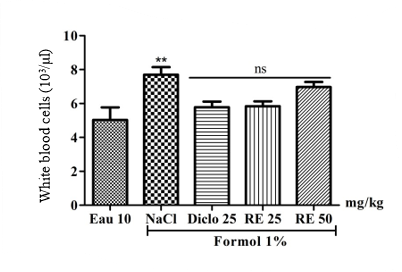 White blood cells (10³/µl)
10
8
6
4
2
0
**
ns
Eau 10 NaCl Diclo 25 RE 25 RE 50 mg/kg
Formol 1%